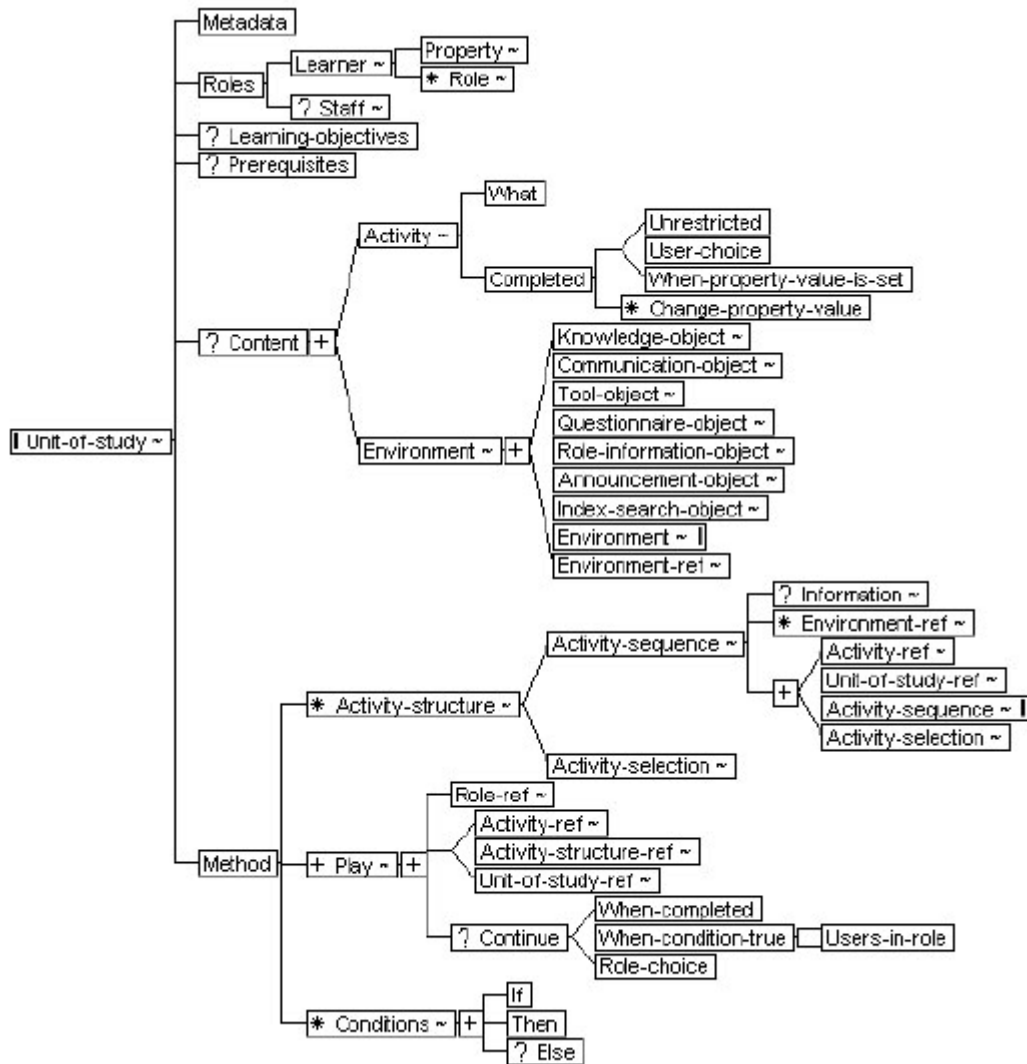 Metadata
Property ~
Learner ~
* Role ~
Roles
? Staff ~
? Learning-objectives
? Prerequisites
What
Unrestricted
Activity ~
User-choice
Completed
When-property-value-is-set
* Change-property-value
? Content +
Knowledge-object ~
Communication-object ~
Tool-object ~
Questionnaire-object ~
Unit-of-study ~
Environment ~ +
Role-information-object ~
Announcement-object ~
Index-search-object ~
Environment ~
Environment-ref ~
? Information ~
* Environment-ref ~
Activity-sequence ~
Activity-ref ~
Unit-of-study-ref ~
+
* Activity-structure ~
Activity-sequence ~
Activity-selection ~
Activity-selection ~
Role-ref ~
Activity-ref ~
Activity-structure-ref ~
Method
+ Play ~ +
Unit-of-study-ref ~
When-completed
? Continue
When-condition-true
Users-in-role
Role-choice
If
* Conditions ~ +
Then
? Else